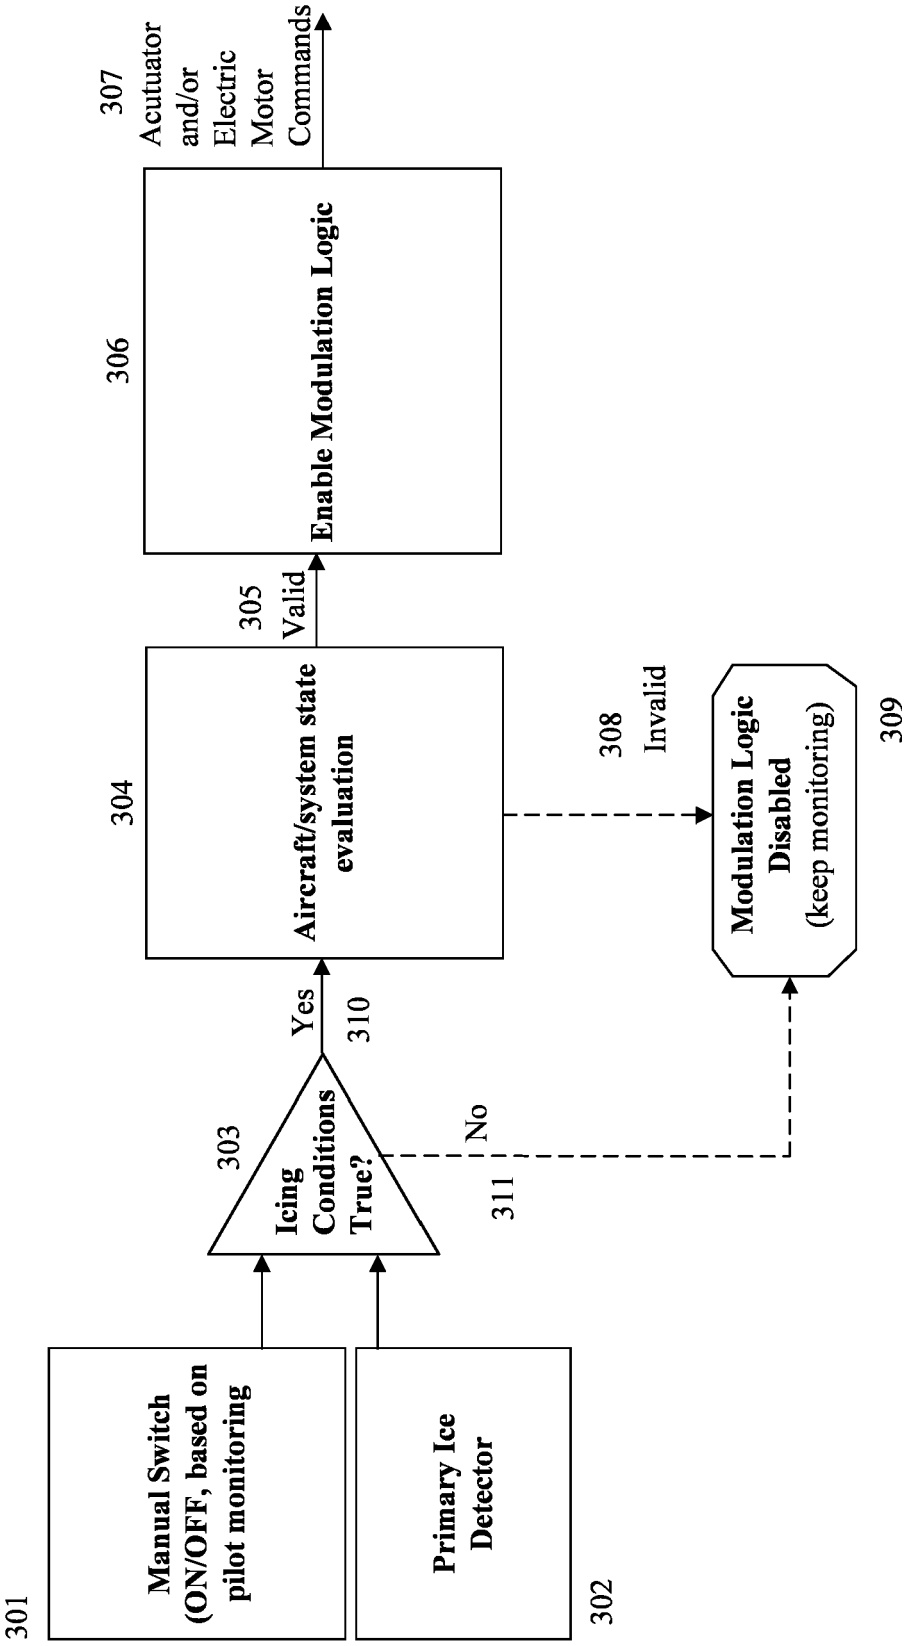 301
Manual Switch
(ON/OFF, based on
pilot monitoring
Primary Ice
Detector
302
303
Icing
Conditions
True?
Yes
310
No
311
304
Aircraft/system state
evaluation
305
Valid
308
Invalid
Modulation Logic
Disabled
(keep monitoring)
309
306
Enable Modulation Logic
307
Acutuator
and/or
Electric
Motor
Commands